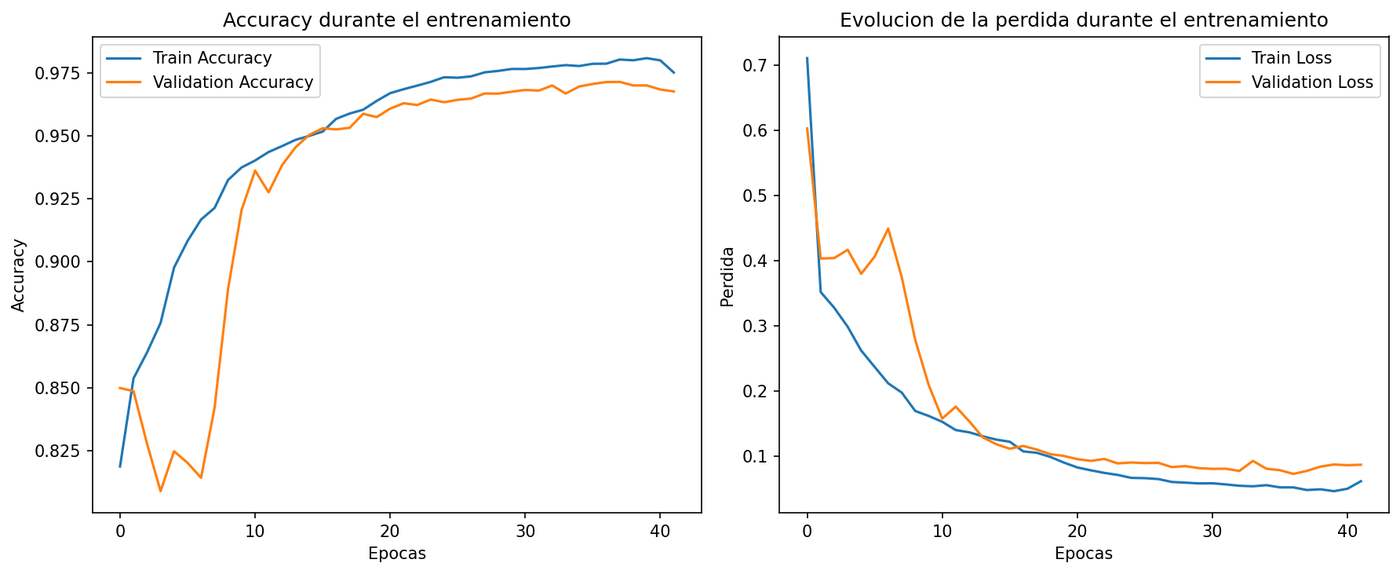 Accuracy durante el entrenamiento
Train Accuracy
Validation Accuracy
0.975
0.950
0.925
0.900
0.875
0.850
0.825
Accuracy
0 10 20 30 40
Epocas
Evolucion de la perdida durante el entrenamiento
Train Loss
Validation Loss
0.7
0.6
0.5
0.4
0.3
0.2
0.1
Perdida
0 10 20 30 40
Epocas